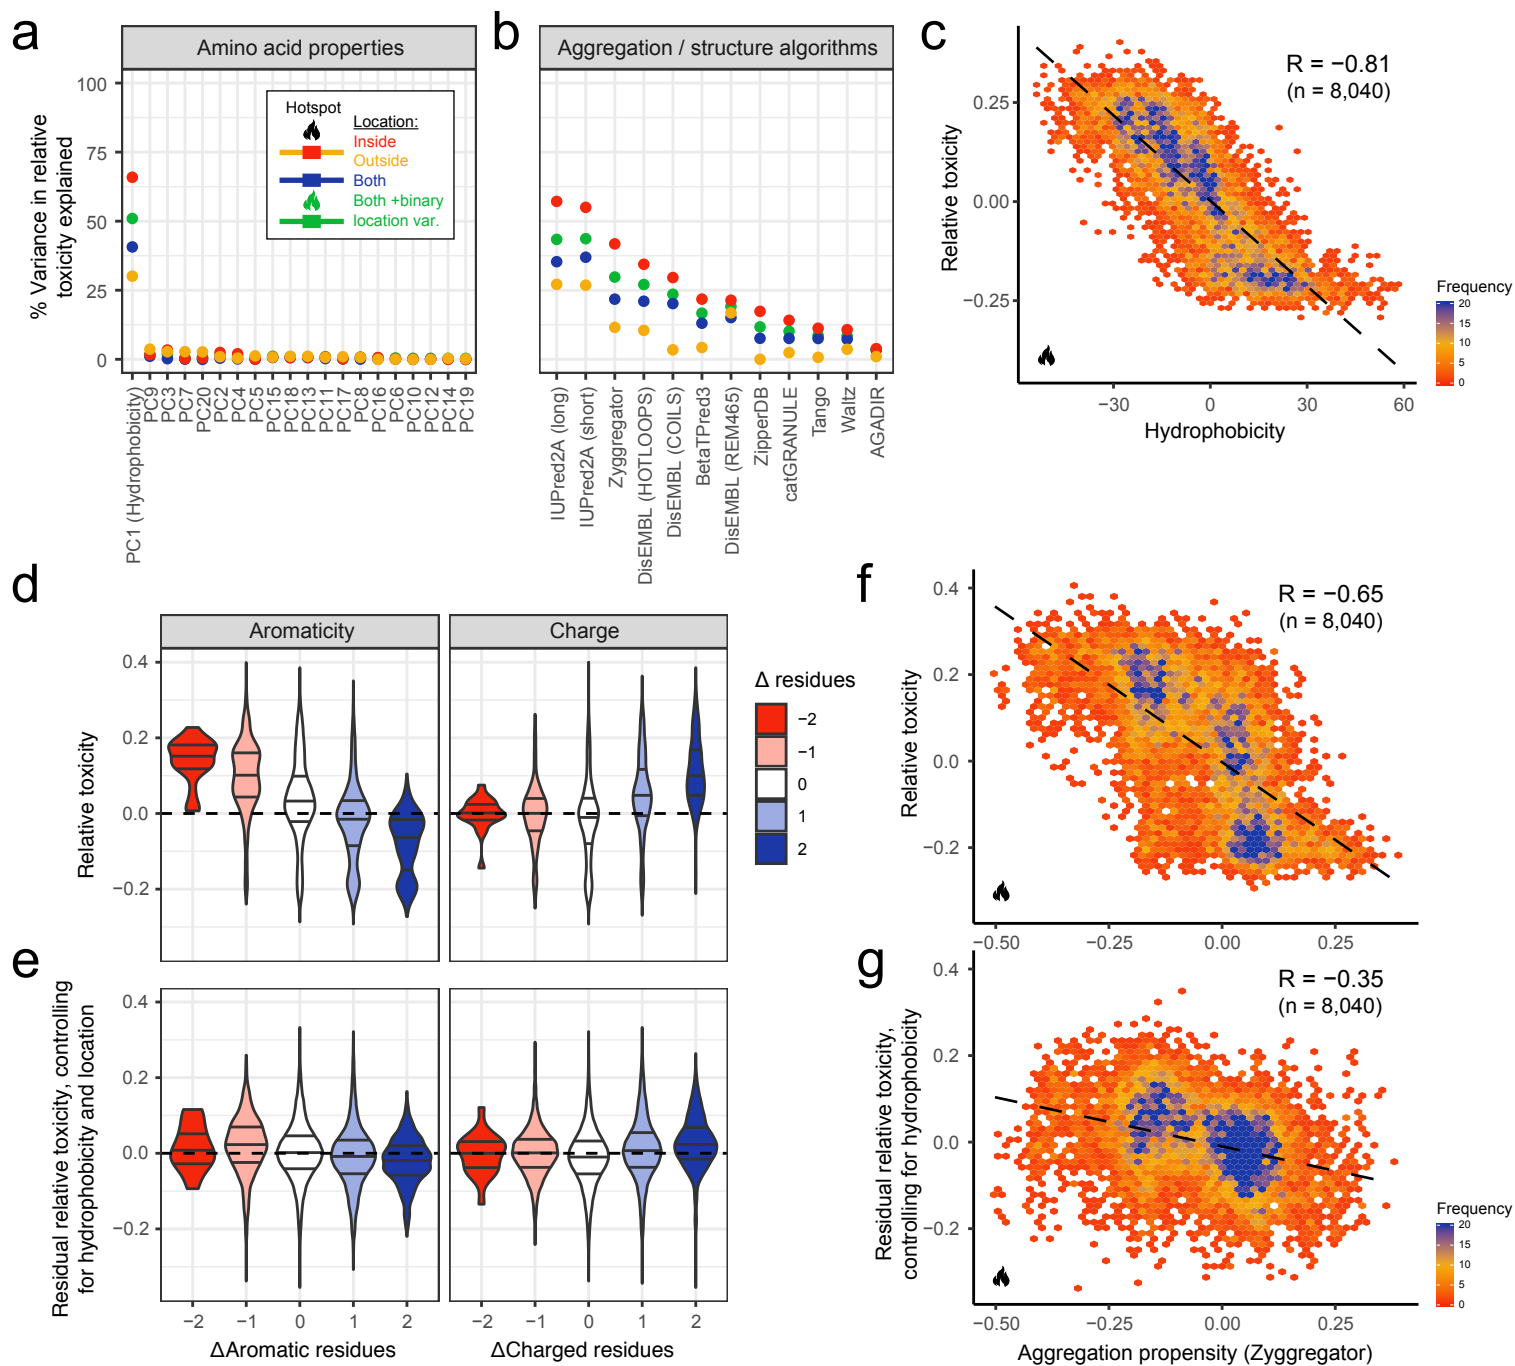 a
Amino acid properties
% Variance in relative
toxicity explained
100
75
50
25
0
Hotspot
Location:
Inside
Outside
Both
Both +binary
location var.
PC1 (Hydrophobicity)
PC9
PC3
PC7
PC20
PC2
PC4
PC5
PC15
PC18
PC13
PC11
PC17
PC8
PC16
PC6
PC10
PC12
PC14
PC19
b
Aggregation / structure algorithms
IUPred2A (long)
IUPred2A (short)
Zyggregator
DisEMBL (HOTLOOPS)
DisEMBL (COILS)
BetaTPred3
DisEMBL (REM465)
ZipperDB
catGRANULE
Tango
Waltz
AGADIR
c
R = −0.81
(n = 8,040)
Relative toxicity
0.25
0.00
−0.25
−30
0
30
60
Hydrophobicity
Frequency
20
15
10
5
0
d
Aromaticity
Charge
Relative toxicity
0.4
0.2
0.0
−0.2
Δ residues
−2
−1
0
1
2
e
Residual relative toxicity, controlling
for hydrophobicity and location
0.4
0.2
0.0
−0.2
−2
−1
0
1
2
−2
−1
0
1
2
ΔAromatic residues
ΔCharged residues
f
R = −0.65
(n = 8,040)
Relative toxicity
0.4
0.2
0.0
−0.2
−0.50
−0.25
0.00
0.25
g
R = −0.35
(n = 8,040)
Residual relative toxicity,
controlling for hydrophobicity
0.4
0.2
0.0
−0.2
−0.50
−0.25
0.00
0.25
Aggregation propensity (Zyggregator)
Frequency
20
15
10
5
0